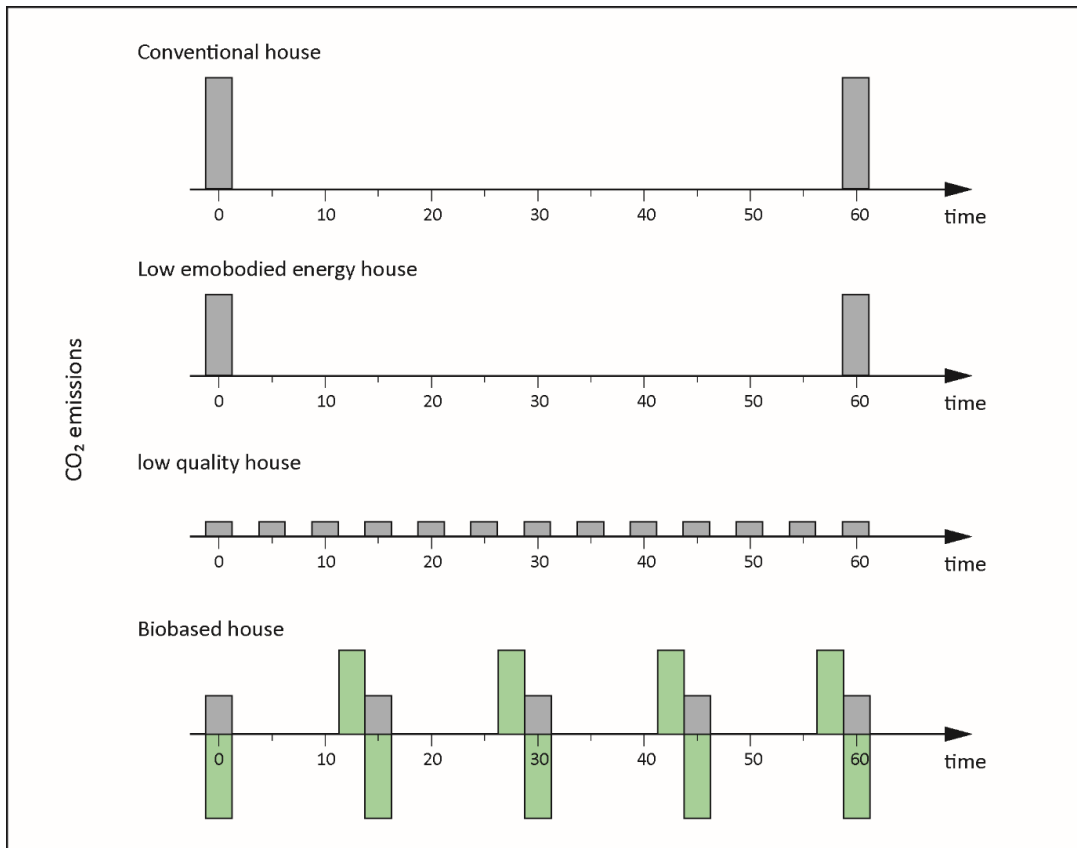 Conventional house
0 10 20 30 40 50 60 time
Low emobodied energy house
0 10 20 30 40 50 60 time
CO₂ emissions
low quality house
0 10 20 30 40 50 60 time
Biobased house
0 10 20 30 40 50 60 time